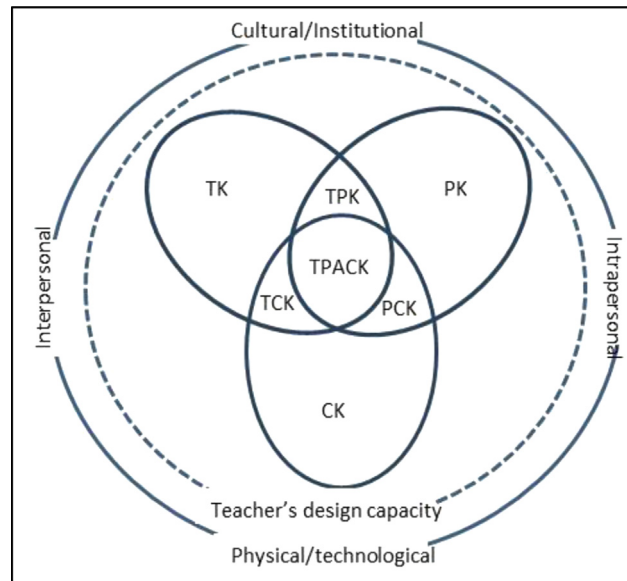 Cultural/Institutional
TK
TPK
PK
Interpersonal
Intrapersonal
TPACK
TCK
PCK
CK
Teacher’s design capacity
Physical/technological